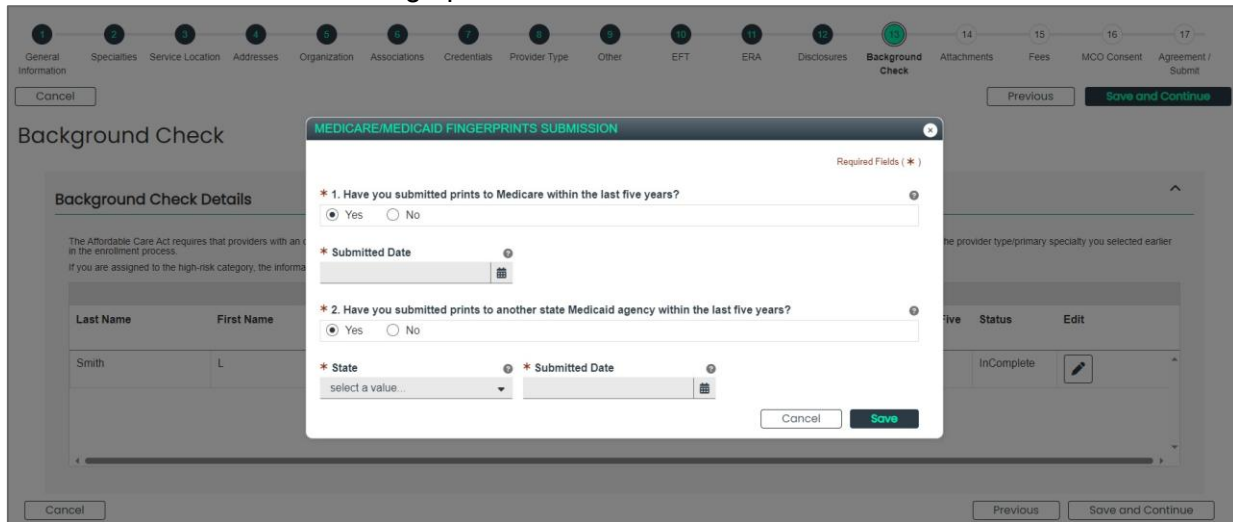 1 2 3 4 5 6 7 8 9 10 11 12 13 14 15 16 17
General Information Specialties Service Location Addresses Organization Associations Credentials Provider Type Other EFT ERA Disclosures Background Check Attachments Fees MCO Consent Agreement / Submit
Cancel Previous Save and Continue
Background Check
MEDICARE/MEDICAID FINGERPRINTS SUBMISSION
Required Fields ( * )
Background Check Details
* 1. Have you submitted prints to Medicare within the last five years?
Yes No
The Affordable Care Act requires that providers with an he provider type/primary specialty you selected earlier
in the enrollment process.
* Submitted Date
If you are assigned to the high-risk category, the informa
* 2. Have you submitted prints to another state Medicaid agency within the last five years?
Yes No
Last Name First Name Five Status Edit
Smith L InComplete
* State * Submitted Date
select a value...
Cancel Save
Cancel Previous Save and Continue